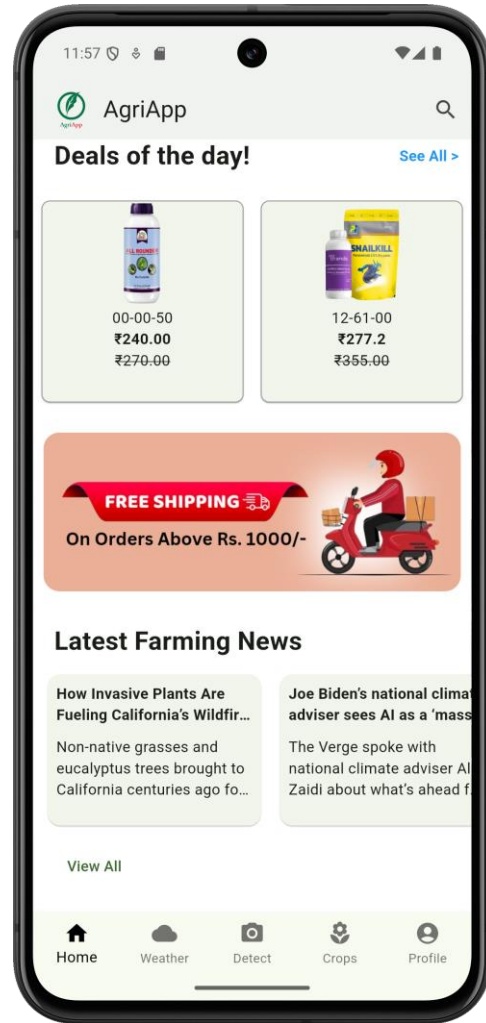 11:57
AgriApp
AgriApp
Deals of the day!
See All >
SNAILKILL
00-00-50
₹240.00
₹270.00
12-61-00
₹277.2
₹355.00
FREE SHIPPING
On Orders Above Rs. 1000/-
Latest Farming News
How Invasive Plants Are
Fueling California’s Wildfir...
Non-native grasses and
eucalyptus trees brought to
California centuries ago fo...
Joe Biden’s national climat
adviser sees AI as a ‘mass
The Verge spoke with
national climate adviser Al
Zaidi about what’s ahead f
View All
Home
Weather
Detect
Crops
Profile